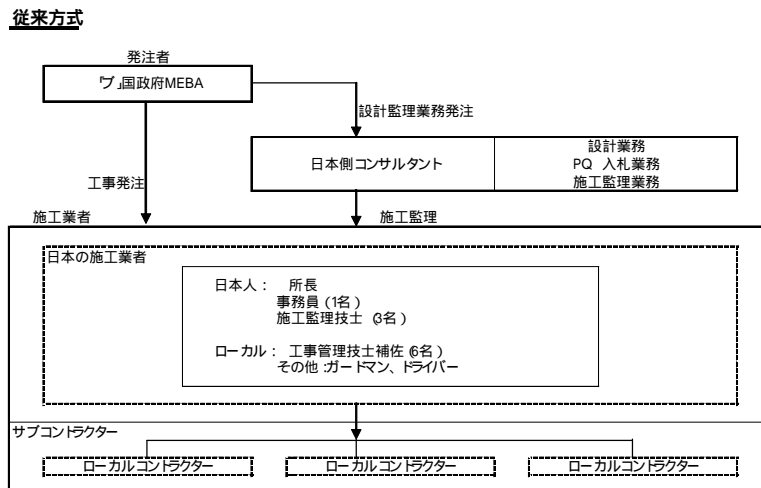 従来方式
発注者
｢ブ｣国政府MEBA
設計監理業務発注
日本側コンサルタント
設計業務
PQ 入札業務
施工監理業務
工事発注
施工業者
施工監理
日本の施工業者
日本人： 所長
事務員 (1名)
施工監理技士 (3名)
ローカル： 工事管理技士補佐 (6名)
その他：ガードマン、ドライバー
サブコントラクター
ローカルコントラクター
ローカルコントラクター
ローカルコントラクター